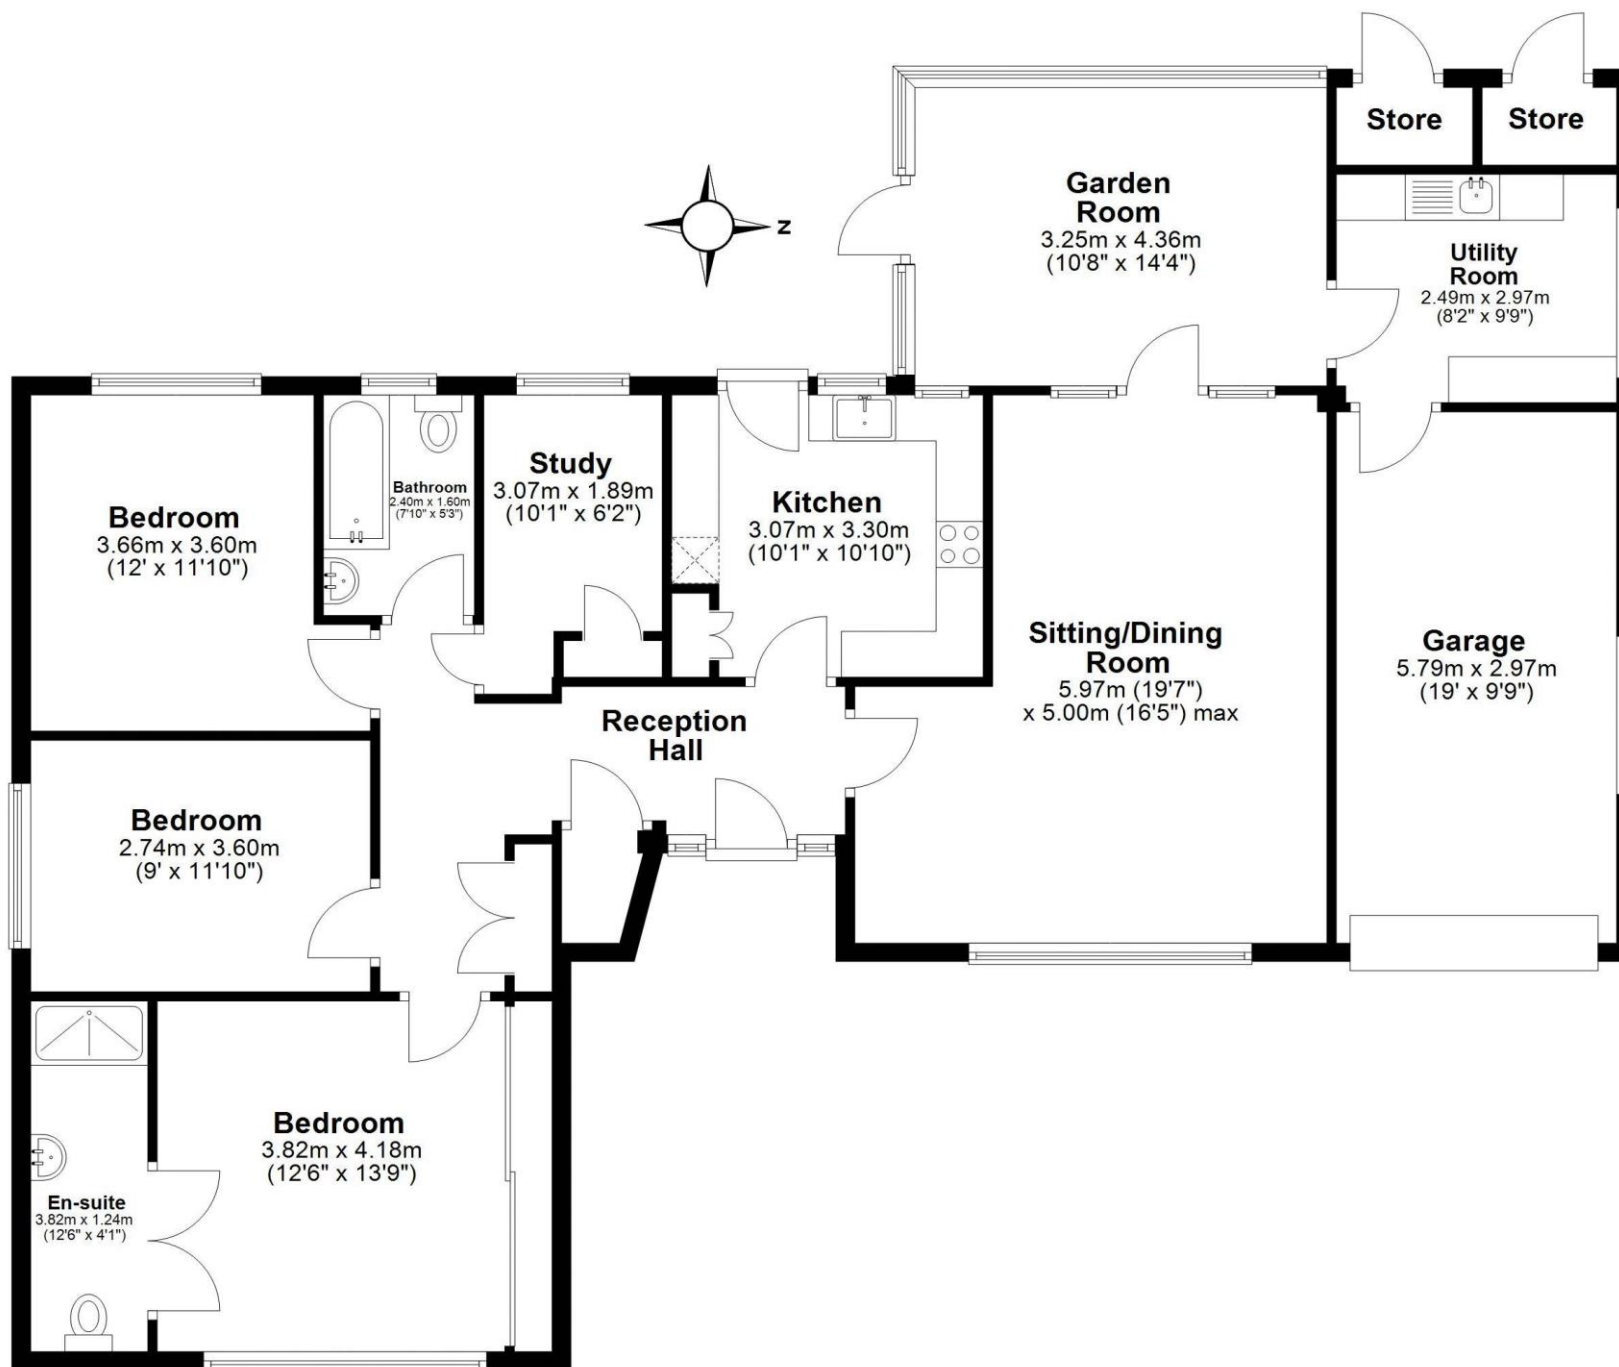 Store
Store
Garden
Room
3.25m x 4.36m
(10'8" x 14'4")
Z
Utility
Room
2.49m x 2.97m
(8'2" x 9'9")
Bedroom
3.66m x 3.60m
(12' x 11'10")
Bathroom
2.40m x 1.60m
(7'10" x 5'3")
Study
3.07m x 1.89m
(10'1" x 6'2")
Kitchen
3.07m x 3.30m
(10'1" x 10'10")
Sitting/Dining
Room
5.97m (19'7")
x 5.00m (16'5") max
Garage
5.79m x 2.97m
(19' x 9'9")
Reception
Hall
Bedroom
2.74m x 3.60m
(9' x 11'10")
Bedroom
3.82m x 4.18m
(12'6" x 13'9")
En-suite
3.82m x 1.24m
(12'6" x 4'1")